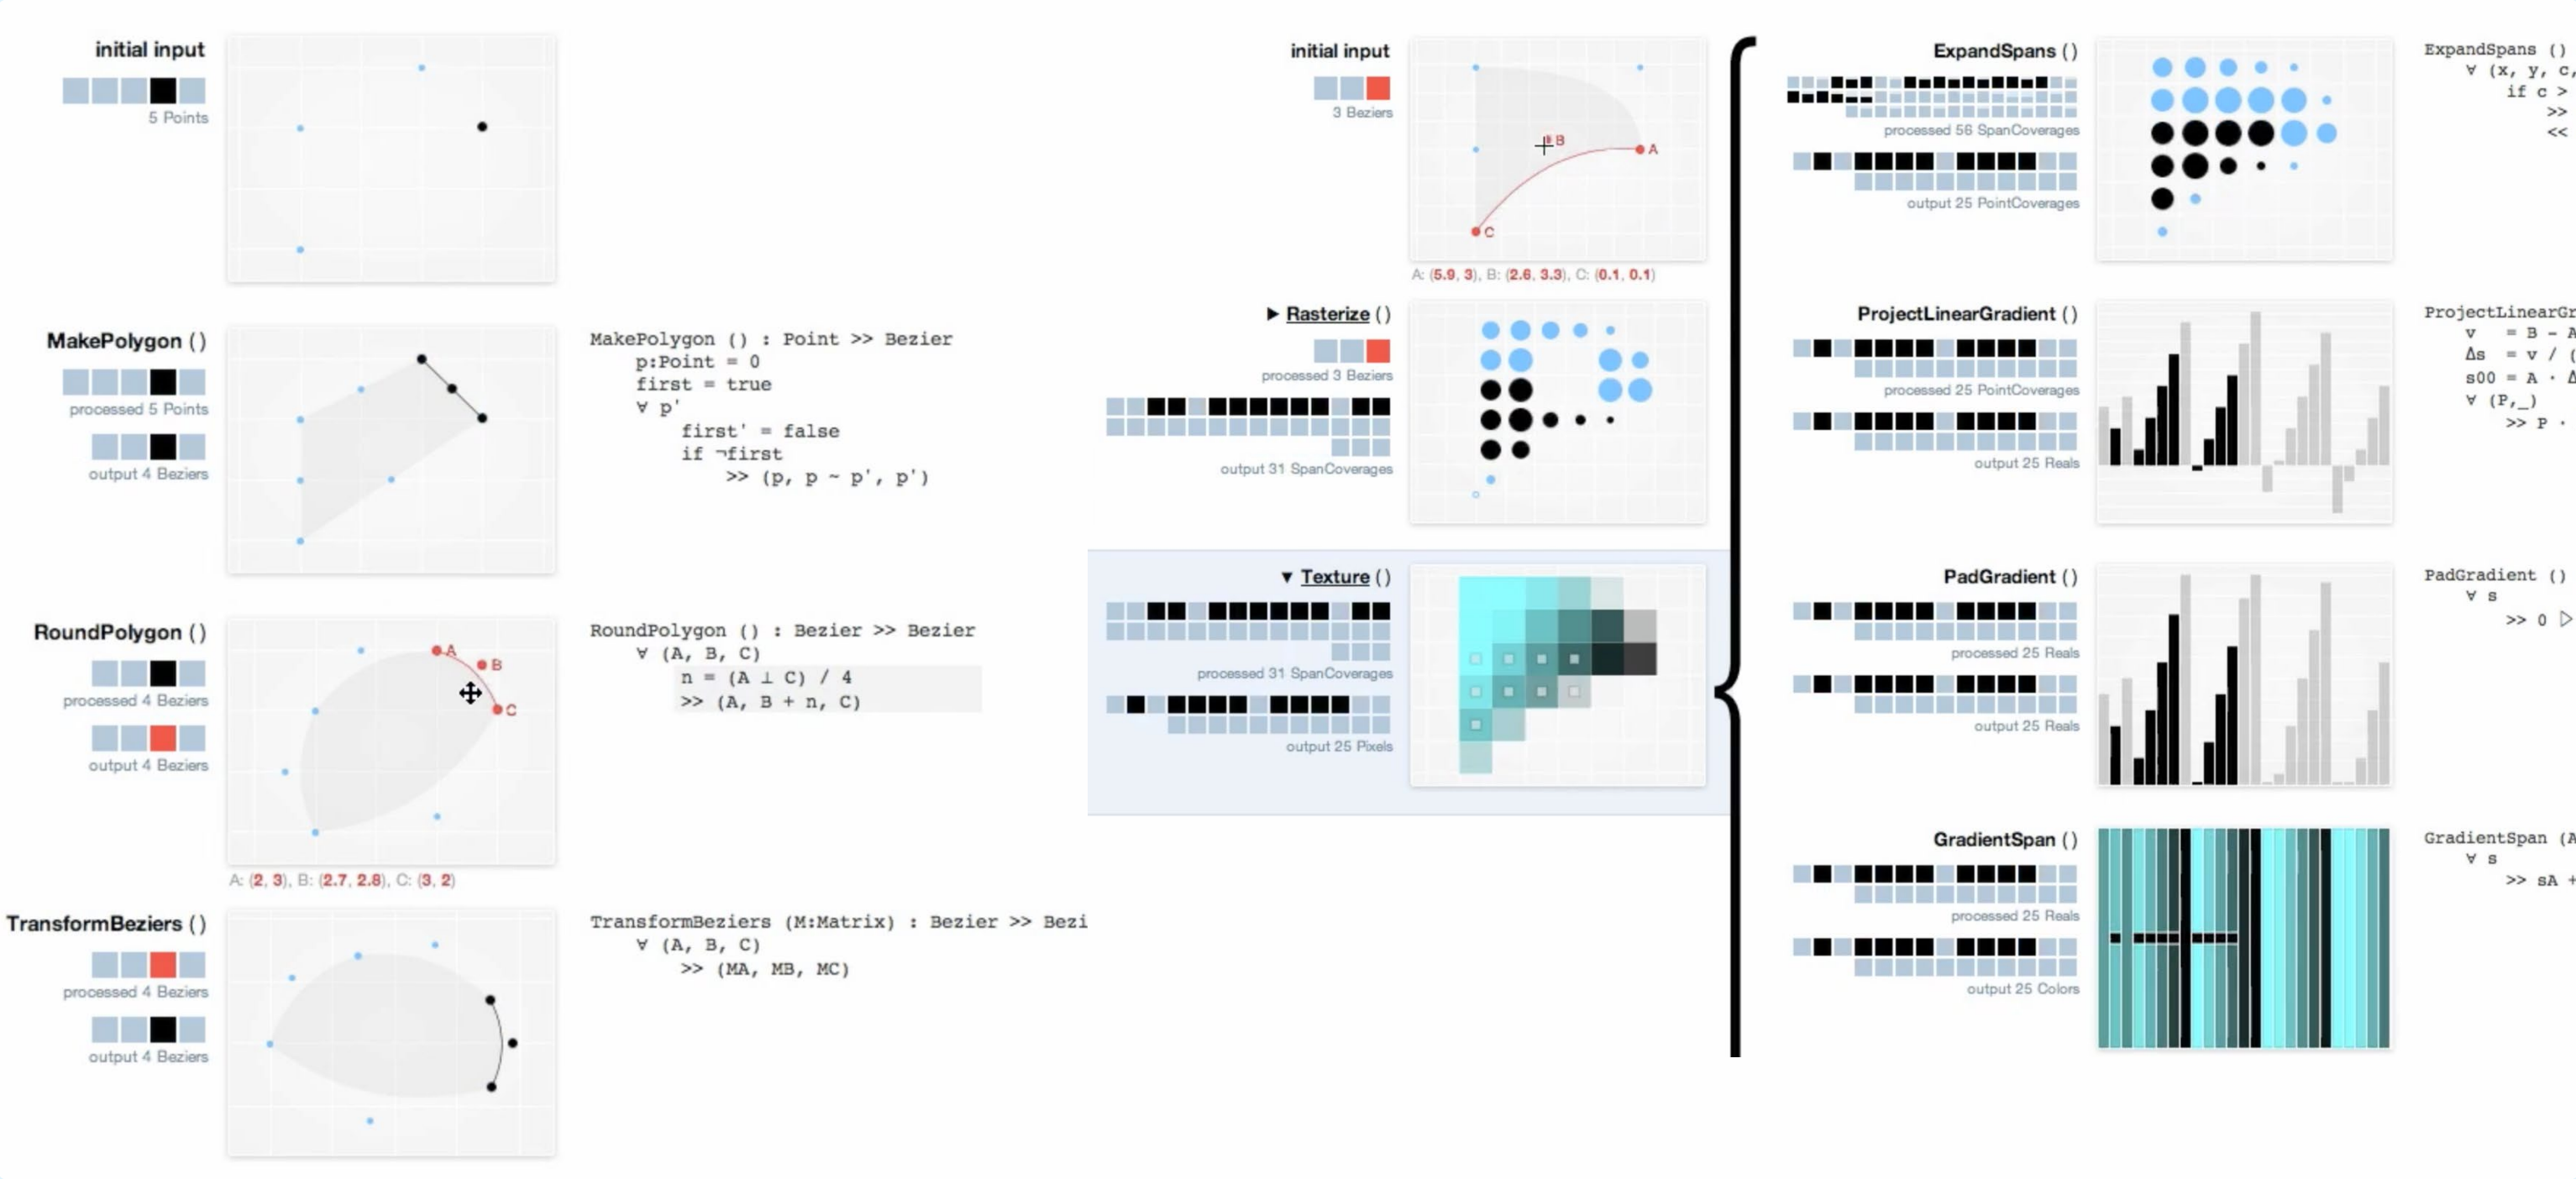 initial input
5 Points
MakePolygon ()
processed 5 Points
output 4 Beziers
MakePolygon () : Point >> Bezier
p:Point = 0
first = true
∀ p'
first' = false
if ¬first
>> (p, p ~ p', p')
RoundPolygon ()
processed 4 Beziers
output 4 Beziers
A
B
C
A: (2, 3), B: (2.7, 2.8), C: (3, 2)
RoundPolygon () : Bezier >> Bezier
∀ (A, B, C)
n = (A ⊥ C) / 4
>> (A, B + n, C)
TransformBeziers ()
processed 4 Beziers
output 4 Beziers
TransformBeziers (M:Matrix) : Bezier >> Bezi
∀ (A, B, C)
>> (MA, MB, MC)
initial input
3 Beziers
B
A
C
A: (5.9, 3), B: (2.6, 3.3), C: (0.1, 0.1)
▶ Rasterize ()
processed 3 Beziers
output 31 SpanCoverages
▼ Texture ()
processed 31 SpanCoverages
output 25 Pixels
{
ExpandSpans ()
processed 56 SpanCoverages
output 25 PointCoverages
ExpandSpans ()
∀ (x, y, c,
if c >
>>
<<
ProjectLinearGradient ()
processed 25 PointCoverages
output 25 Reals
ProjectLinearGr
v = B - A
Δs = v / (
s00 = A · Δ
∀ (P,_)
>> P ·
PadGradient ()
processed 25 Reals
output 25 Reals
PadGradient ()
∀ s
>> 0 ▷
GradientSpan ()
processed 25 Reals
output 25 Colors
GradientSpan (A
∀ s
>> sA +